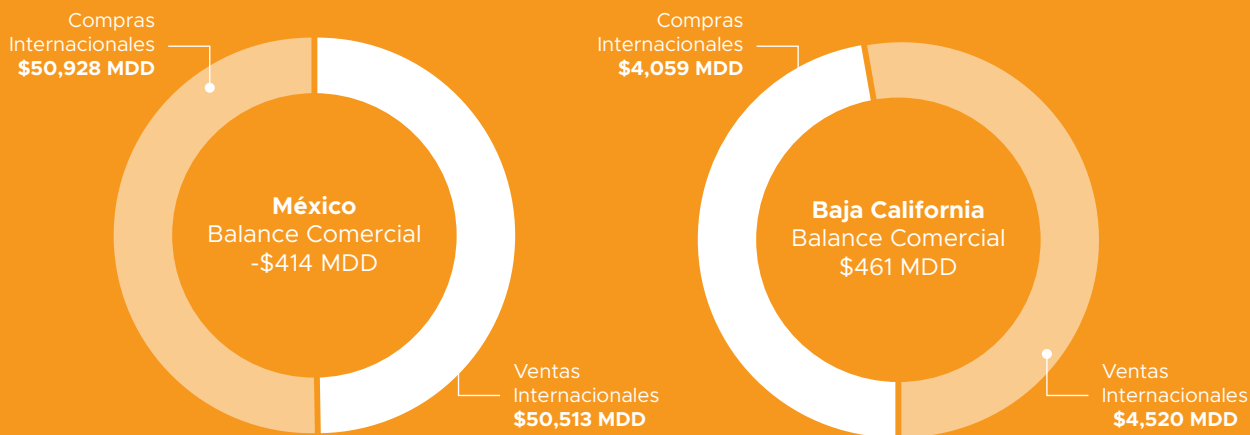 Compras
Internacionales
$50,928 MDD
México
Balance Comercial
-$414 MDD
Ventas
Internacionales
$50,513 MDD
Compras
Internacionales
$4,059 MDD
Baja California
Balance Comercial
$461 MDD
Ventas
Internacionales
$4,520 MDD